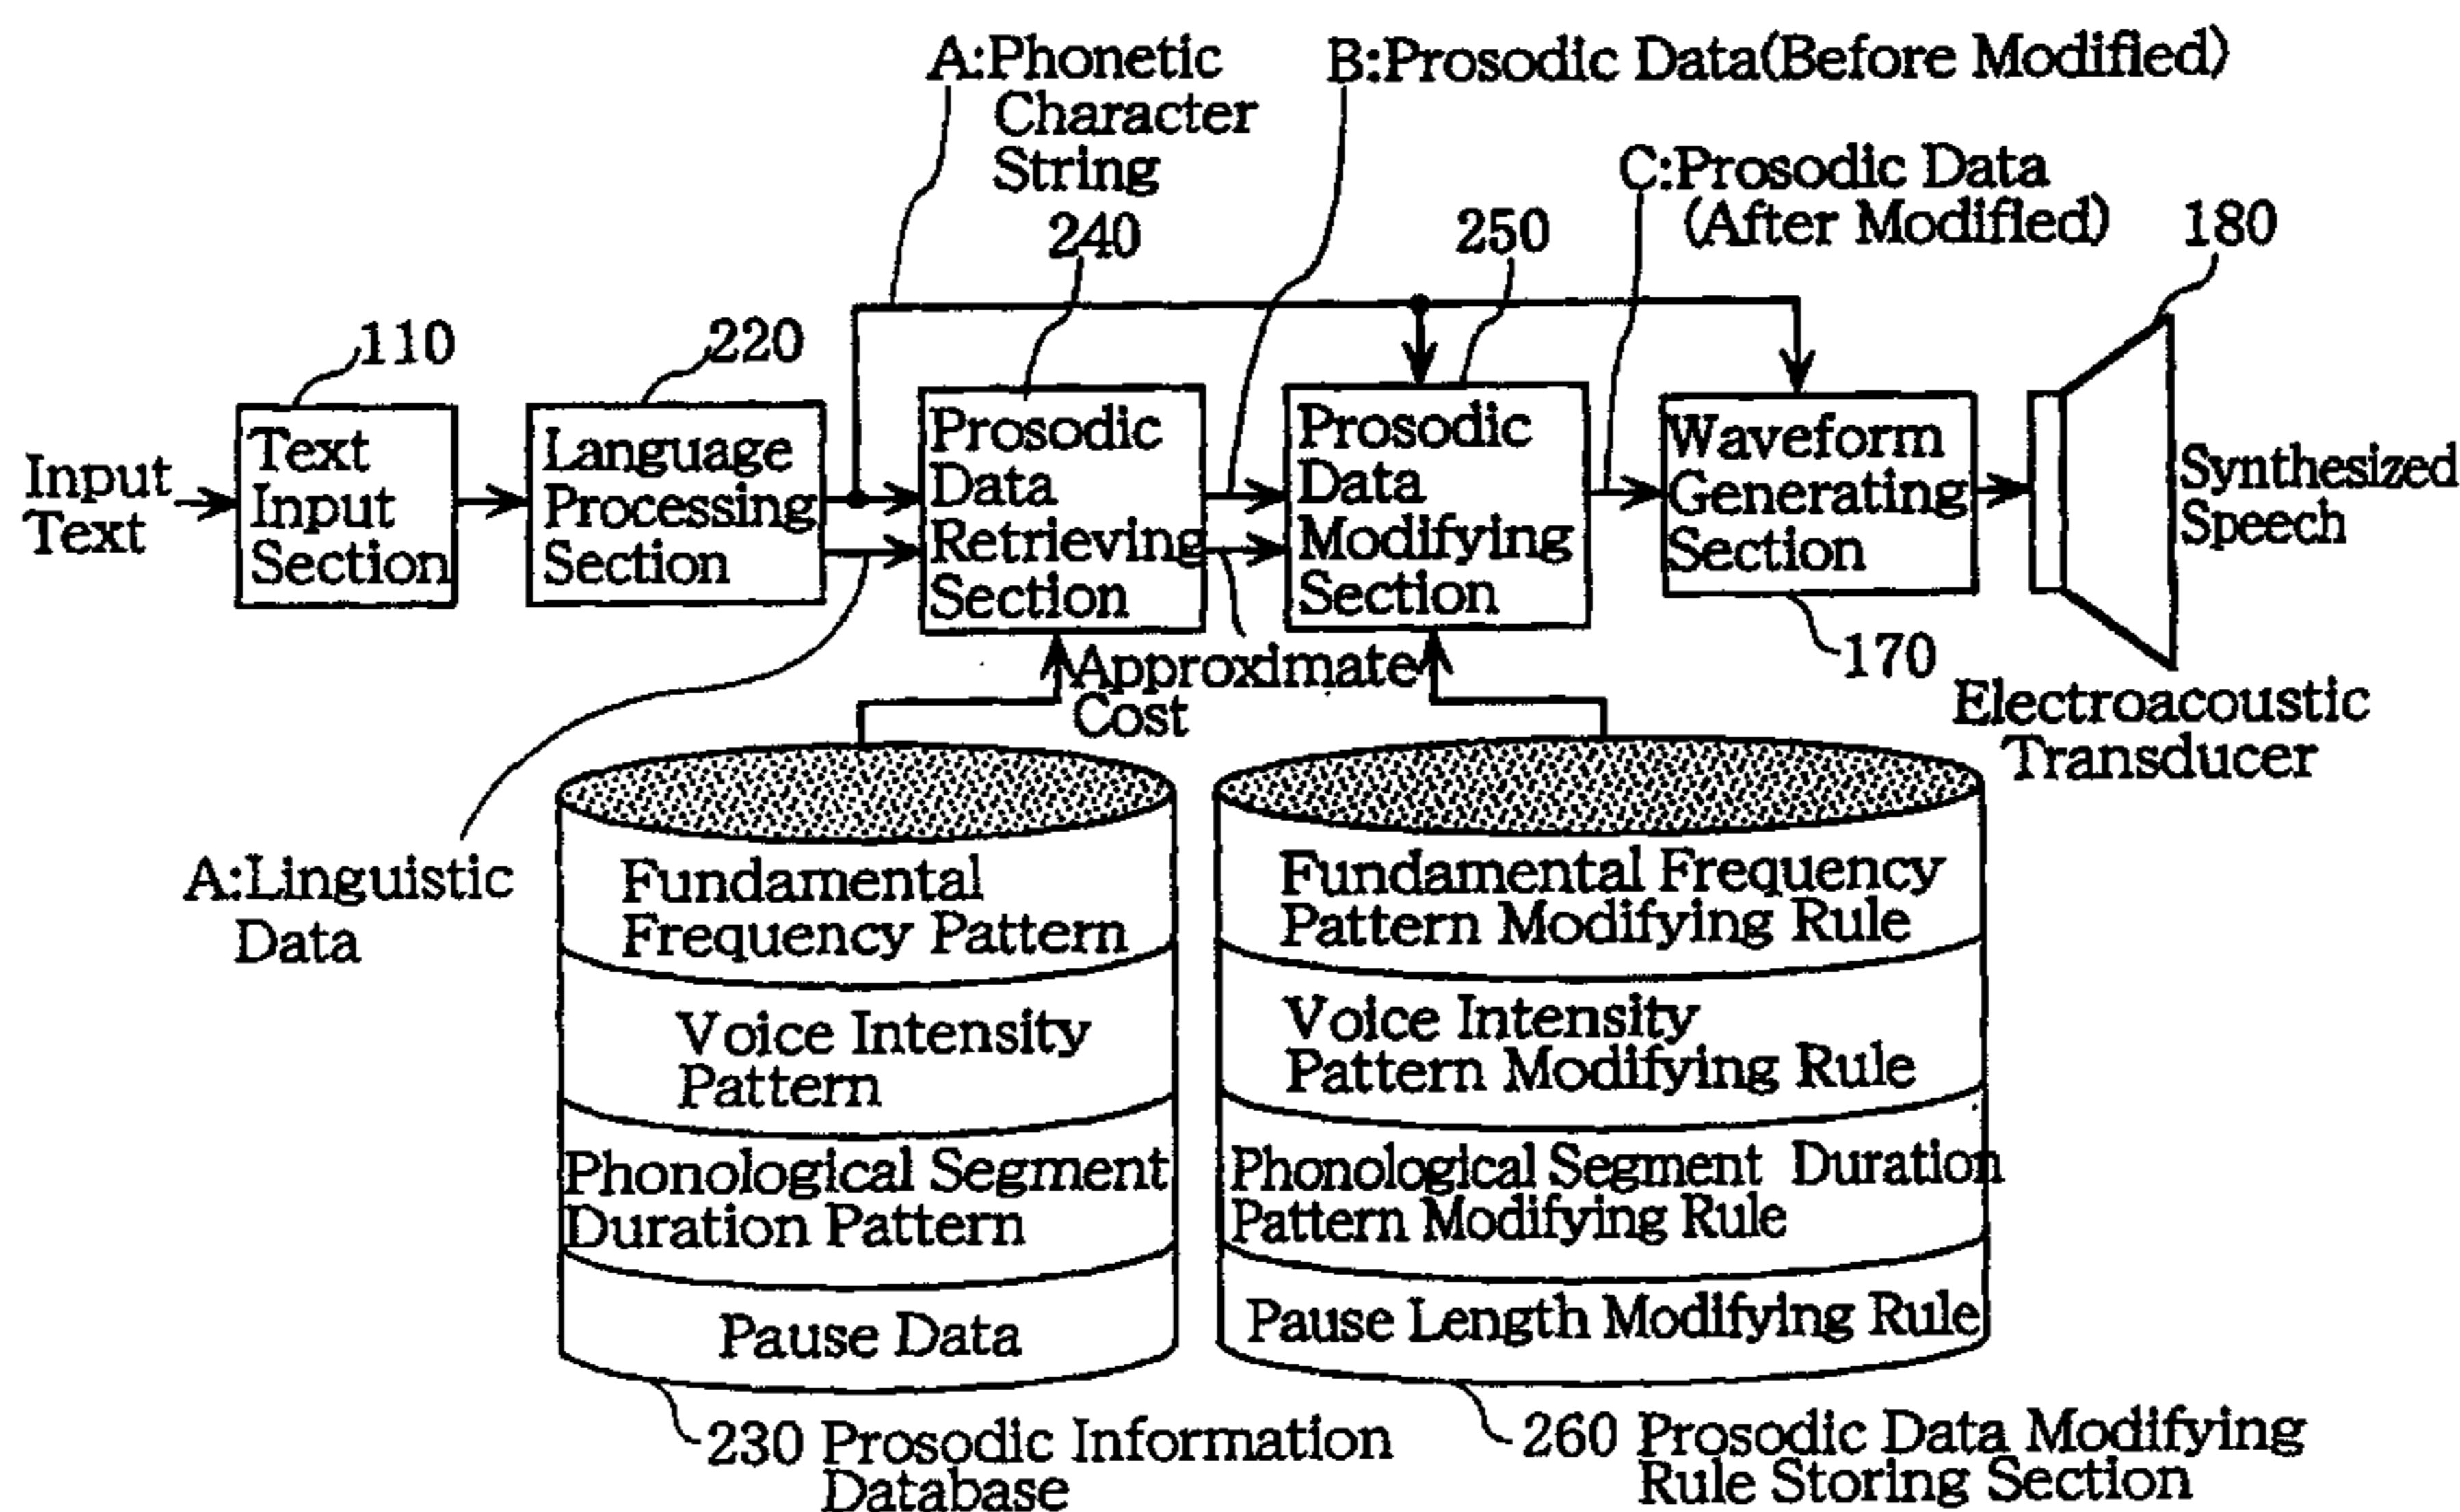 A:Phonetic
Character
String
B:Prosodic Data(Before Modified)
C:Prosodic Data
(After Modified)
240
250
180
110
220
Input
Text
Text
Input
Section
Language
Processing
Section
Prosodic
Data
Retrieving
Section
Prosodic
Data
Modifying
Section
Waveform
Generating
Section
Synthesized
Speech
170
Approximate
Cost
Electroacoustic
Transducer
A:Linguistic
Data
Fundamental
Frequency Pattern
Voice Intensity
Pattern
Phonological Segment
Duration Pattern
Pause Data
Fundamental Frequency
Pattern Modifying Rule
Voice Intensity
Pattern Modifying Rule
Phonological Segment Duration
Pattern Modifying Rule
Pause Length Modifying Rule
230 Prosodic Information
Database
260 Prosodic Data Modifying
Rule Storing Section